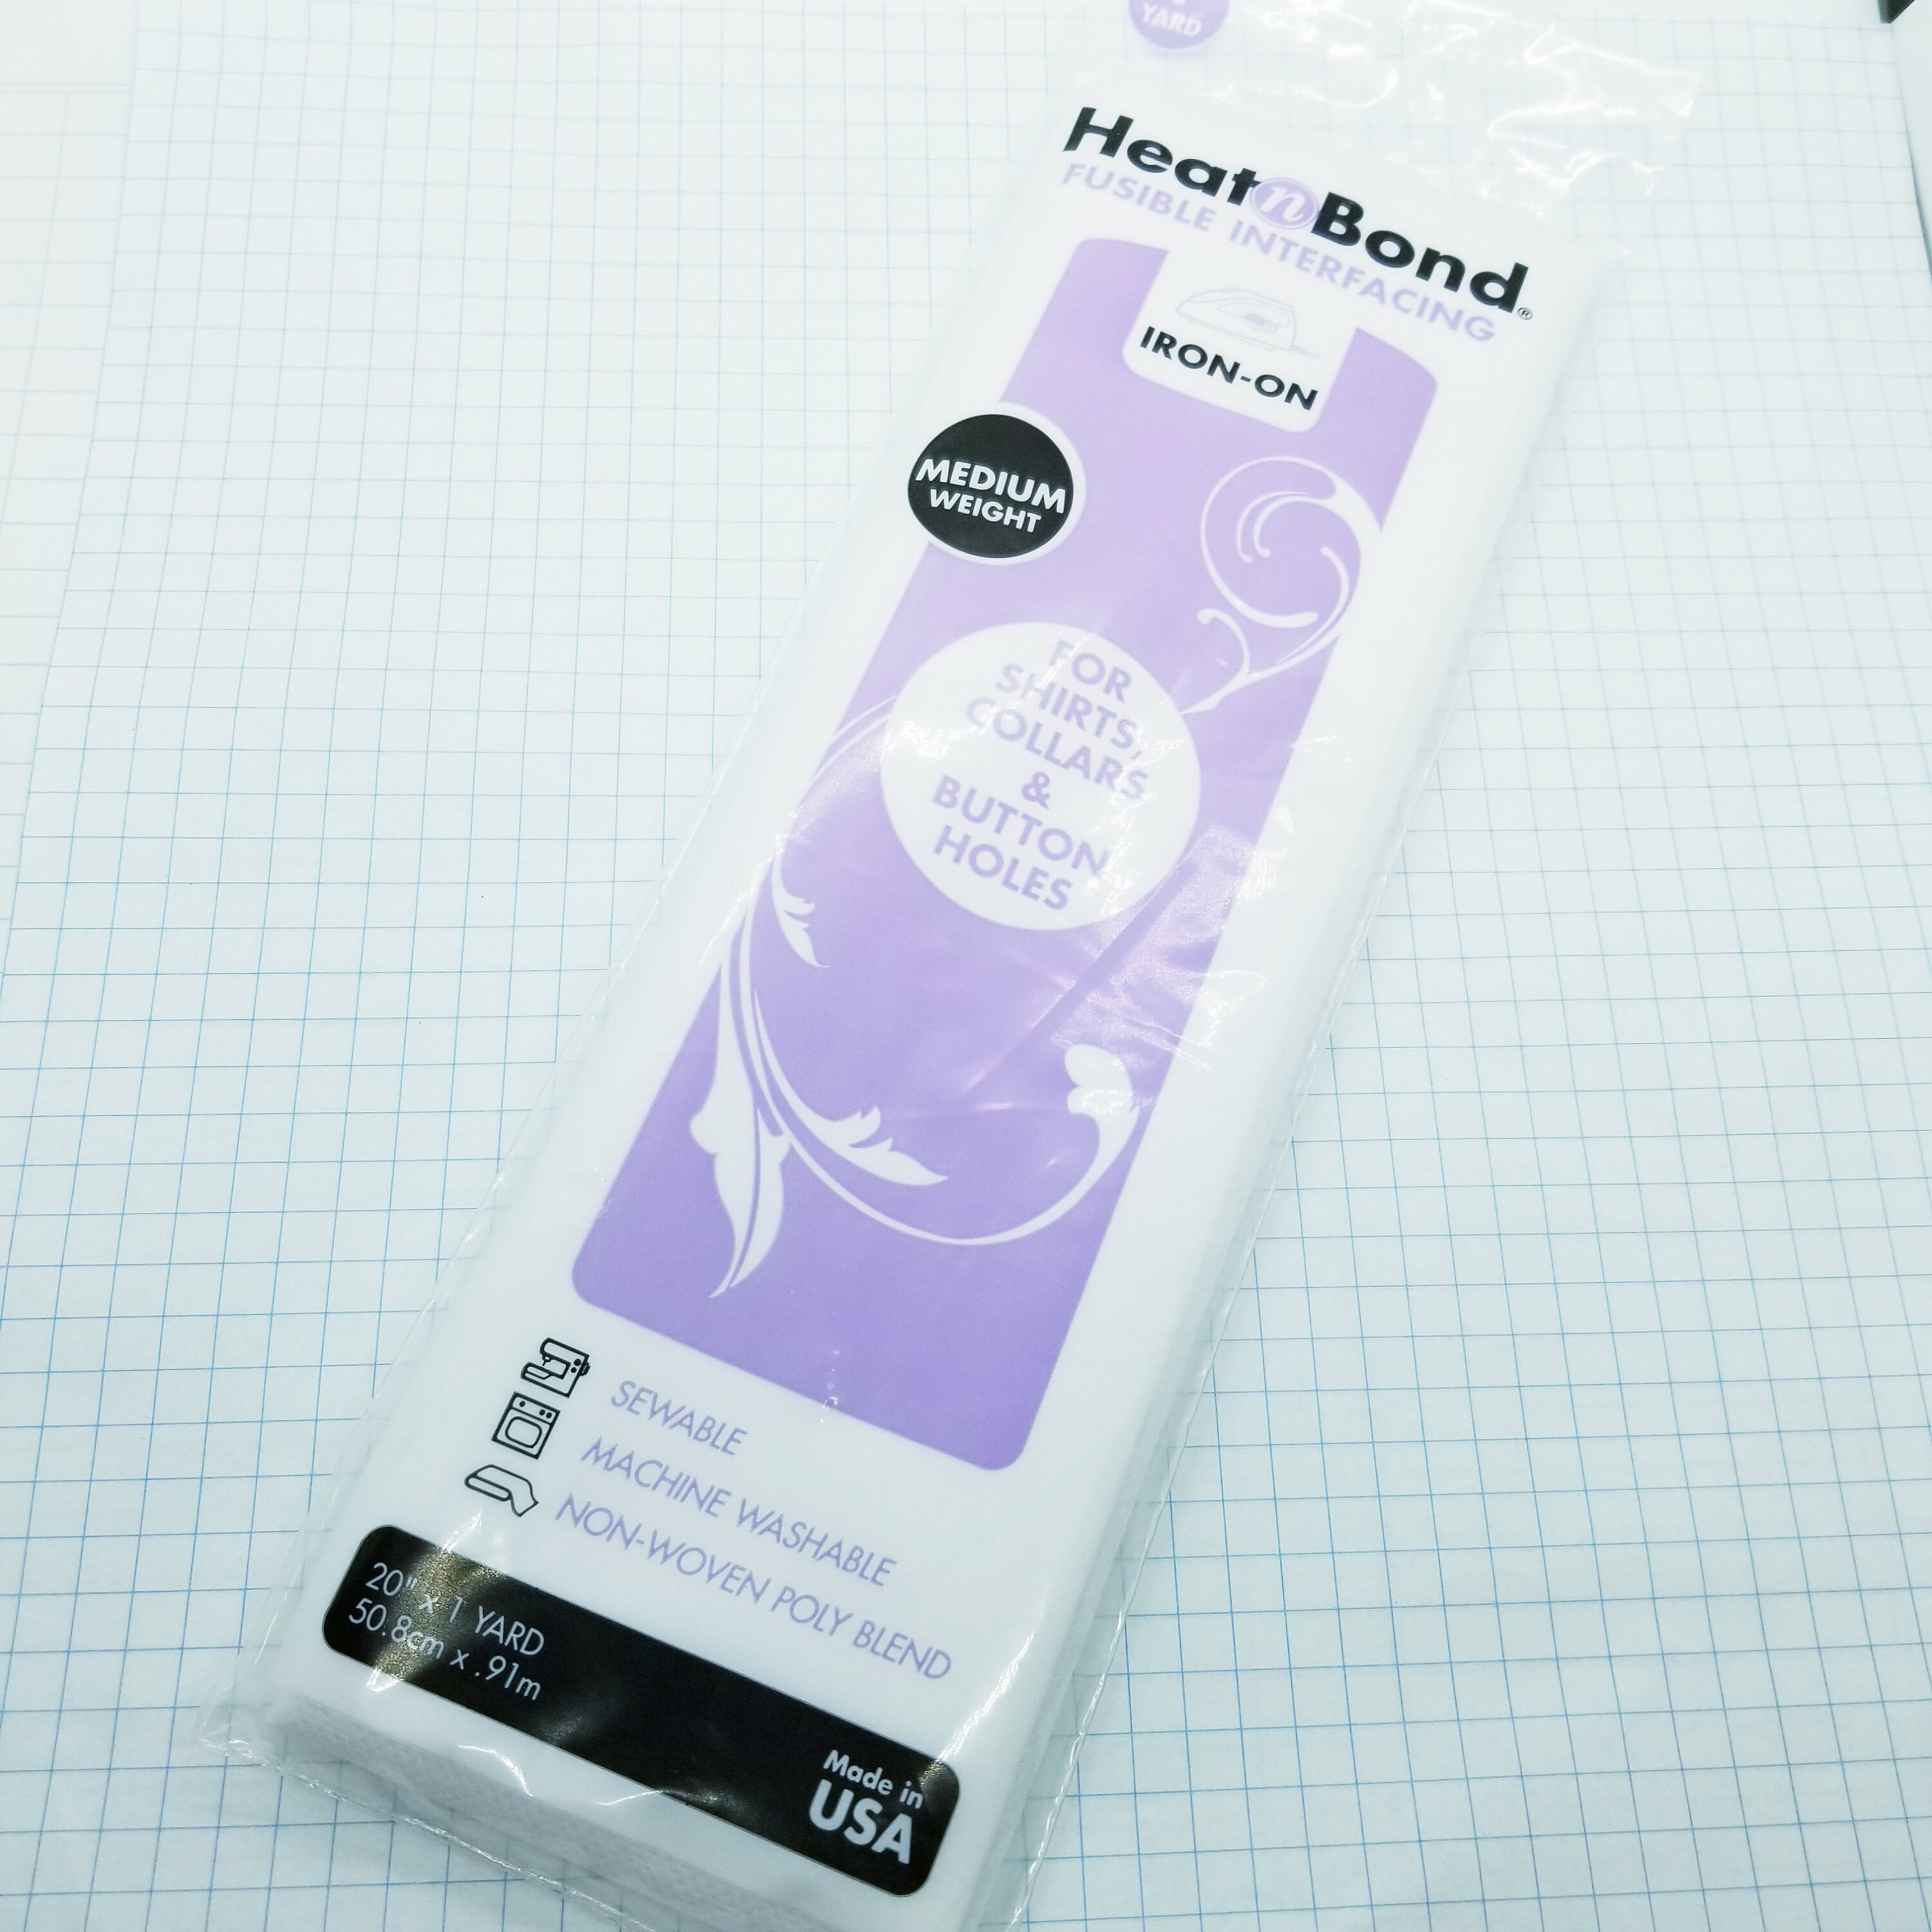 YARD
HeatnBond®
FUSIBLE INTERFACING
IRON-ON
MEDIUM
WEIGHT
FOR
SHIRTS,
COLLARS
&
BUTTON
HOLES
SEWABLE
MACHINE WASHABLE
NON-WOVEN POLY BLEND
20" x 1 YARD
50.8cm x .91m
Made in
USA